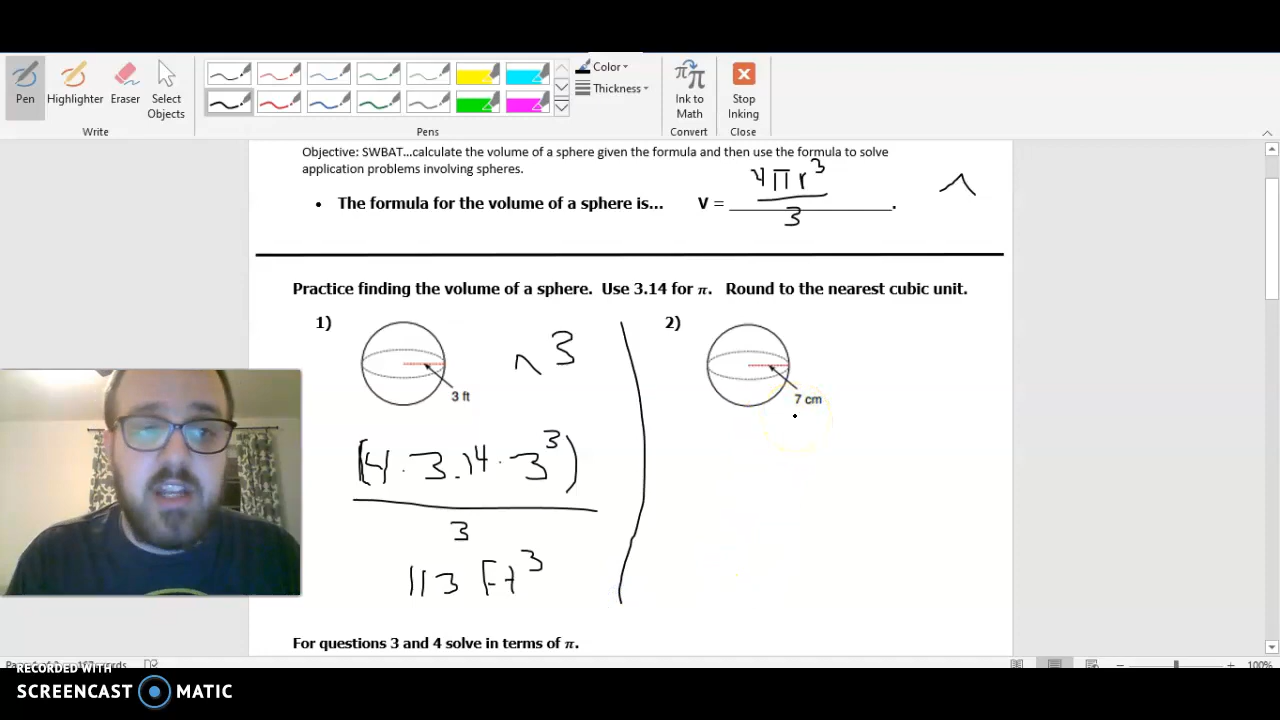 Color
Thickness
Pen Highlighter Eraser Select Objects
Ink to Math
Stop Inking
Write Pens Convert Close
Objective: SWBAT...calculate the volume of a sphere given the formula and then use the formula to solve
application problems involving spheres.
• The formula for the volume of a sphere is... V = 4πr³ / 3 . ^
Practice finding the volume of a sphere. Use 3.14 for π. Round to the nearest cubic unit.
1) ^3
3 ft
(4 · 3.14 · 3³)
3
113 Ft³
2)
7 cm
For questions 3 and 4 solve in terms of π.
100%
RECORDED WITH
SCREENCAST MATIC